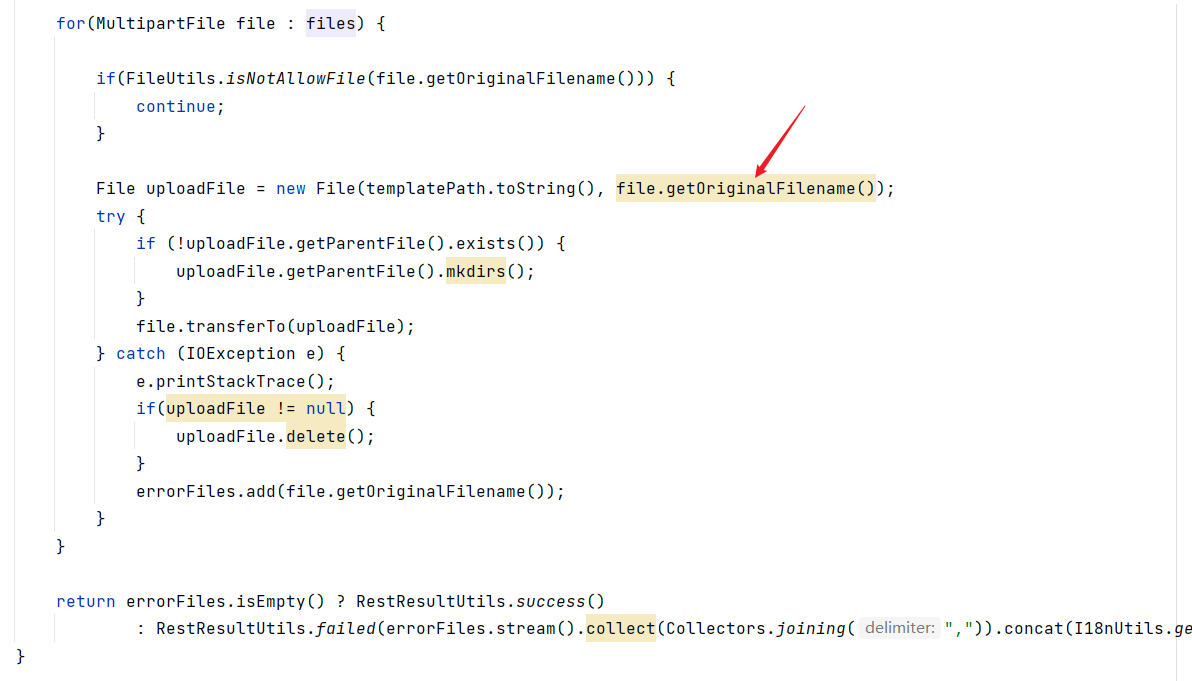 for(MultipartFile file : files) {
if(FileUtils.isNotAllowFile(file.getOriginalFilename())) {
continue;
}
File uploadFile = new File(templatePath.toString(), file.getOriginalFilename());
try {
if (!uploadFile.getParentFile().exists()) {
uploadFile.getParentFile().mkdirs();
}
file.transferTo(uploadFile);
} catch (IOException e) {
e.printStackTrace();
if(uploadFile != null) {
uploadFile.delete();
}
errorFiles.add(file.getOriginalFilename());
}
}
return errorFiles.isEmpty() ? RestResultUtils.success()
: RestResultUtils.failed(errorFiles.stream().collect(Collectors.joining( delimiter: ",")).concat(I18nUtils.ge
}